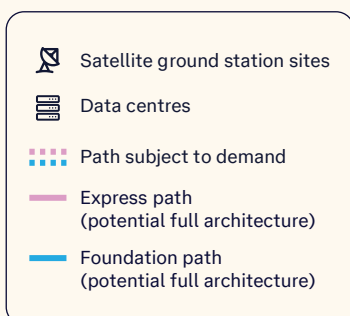 Satellite ground station sites
Data centres
Path subject to demand
Express path
(potential full architecture)
Foundation path
(potential full architecture)